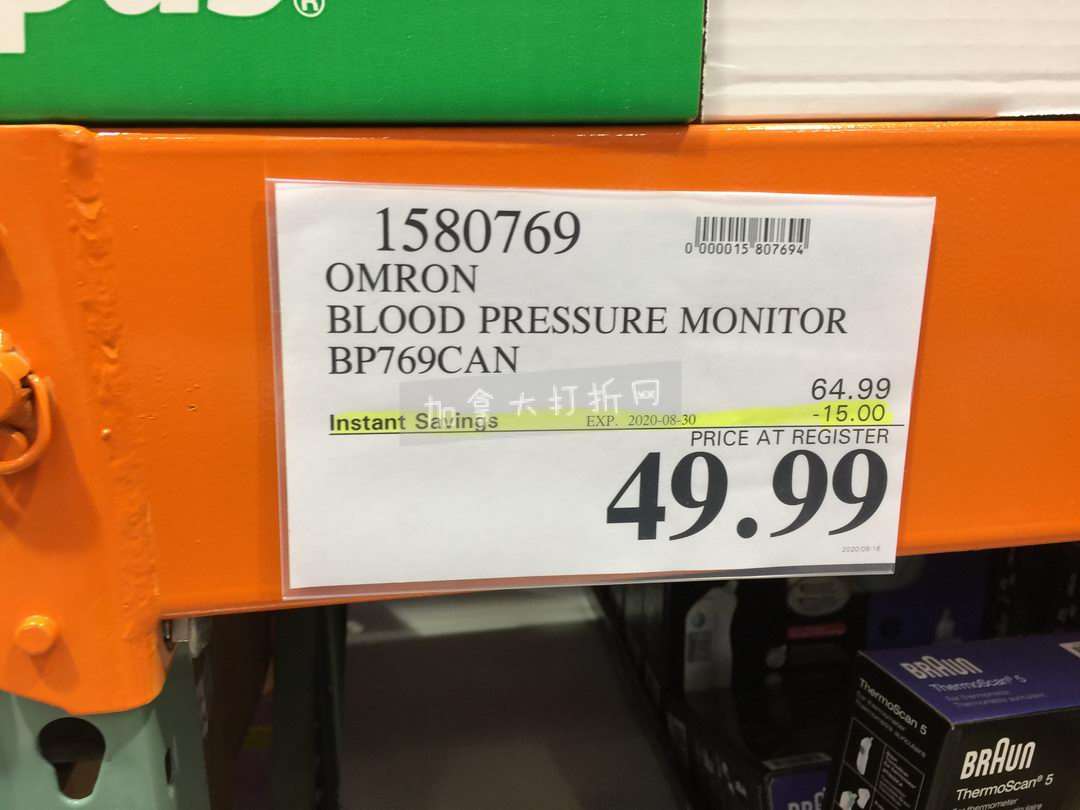 ®
1580769
0 000015 807694
OMRON
BLOOD PRESSURE MONITOR
BP769CAN
加拿大打折网
64.99
Instant Savings EXP. 2020-08-30 -15.00
PRICE AT REGISTER
49.99
2020/08/18
BRAUN
ThermoScan® 5
ThermoScan 5
BRAUN
ThermoScan® 5